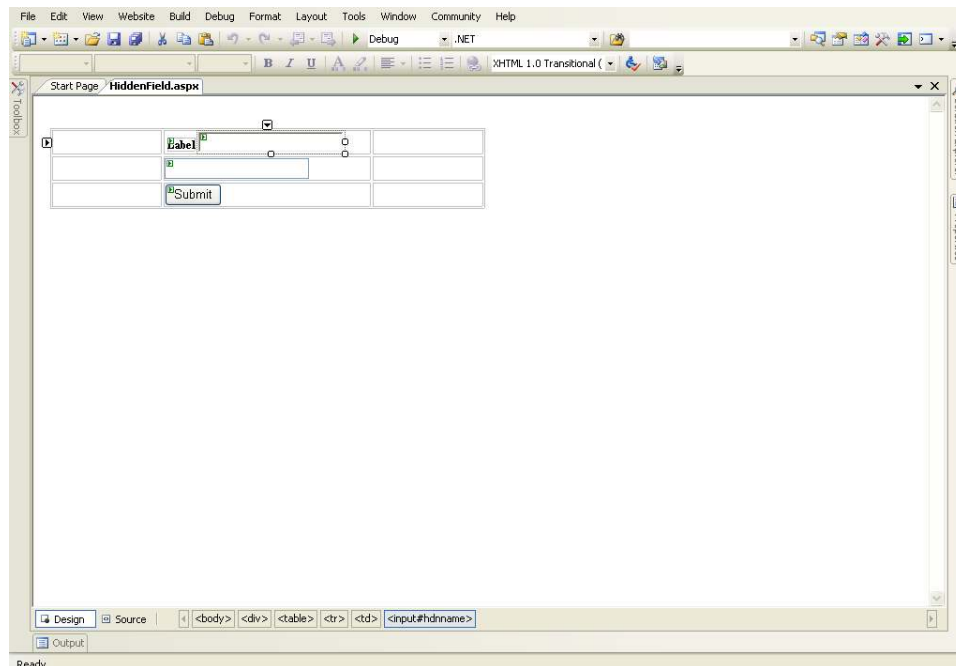 File Edit View Website Build Debug Format Layout Tools Window Community Help
Debug .NET
B I U A XHTML 1.0 Transitional (
Start Page HiddenField.aspx
Toolbox
Label
Submit
Design Source <body> <div> <table> <tr> <td> <input#hdnname>
Output
Ready